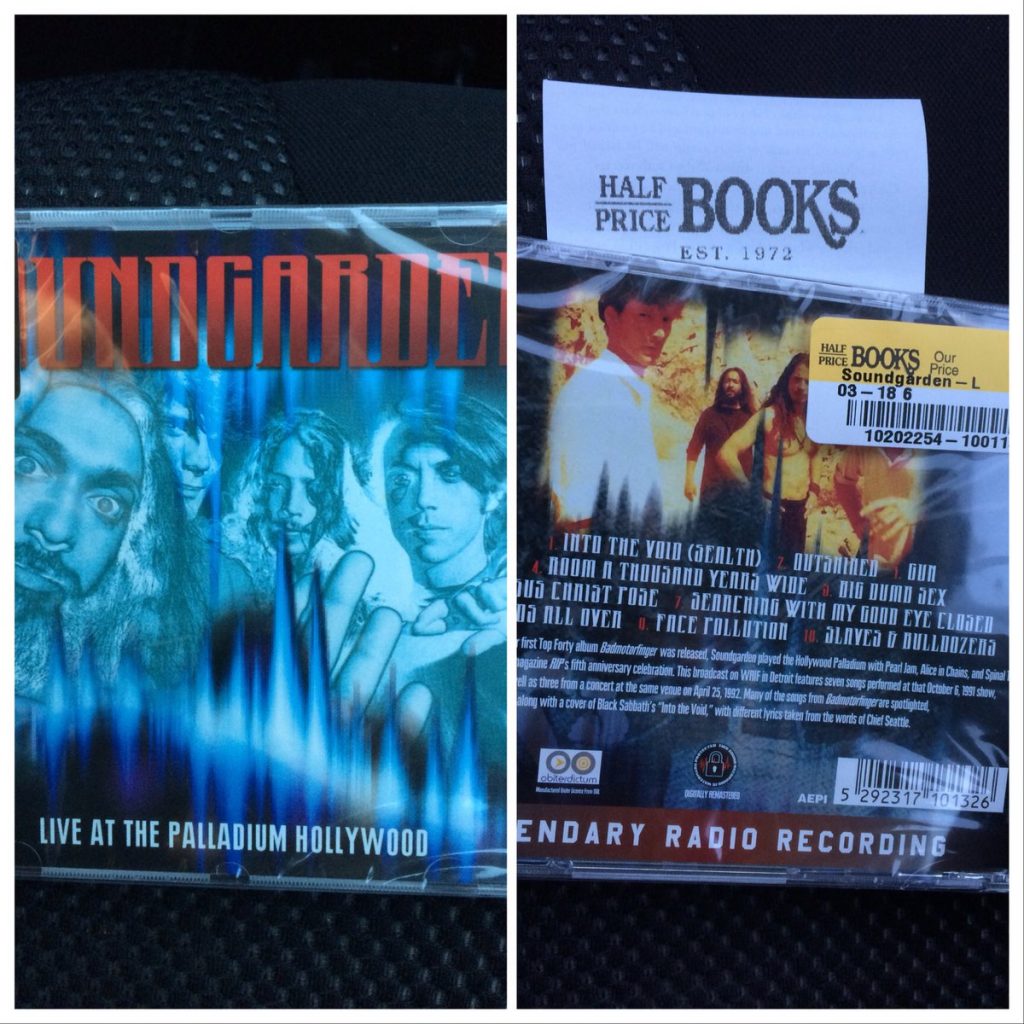 UNDGARDE
LIVE AT THE PALLADIUM HOLLYWOOD
HALF
PRICE BOOKS
EST. 1972
HALF
PRICE BOOKS Our
Price
Soundgarden-L
03-18 6
10202254-10011
1. INTO THE VOID (SEALTH) 2. OUTSHINED 3. GUN
4. ROOM A THOUSAND YEARS WIDE 5. BIG DUMB SEX
SUS CHRIST POSE 7. SEARCHING WITH MY GOOD EYE CLOSED
GS ALL OVER 9. FACE POLLUTION 10. SLAVES & BULLDOZERS
r first Top Forty album Badmotorfinger was released, Soundgarden played the Hollywood Palladium with Pearl Jam, Alice in Chains, and Spinal
magazine RIP's fifth anniversary celebration. This broadcast on WRIF in Detroit features seven songs performed at that October 6, 1991 show,
ell as three from a concert at the same venue on April 25, 1992. Many of the songs from Badmotorfinger are spotlighted,
along with a cover of Black Sabbath's "Into the Void," with different lyrics taken from the words of Chief Seattle.
obiterdictum
DIGITALLY REMASTERED
AEPI
5 292317 101326
ENDARY RADIO RECORDING